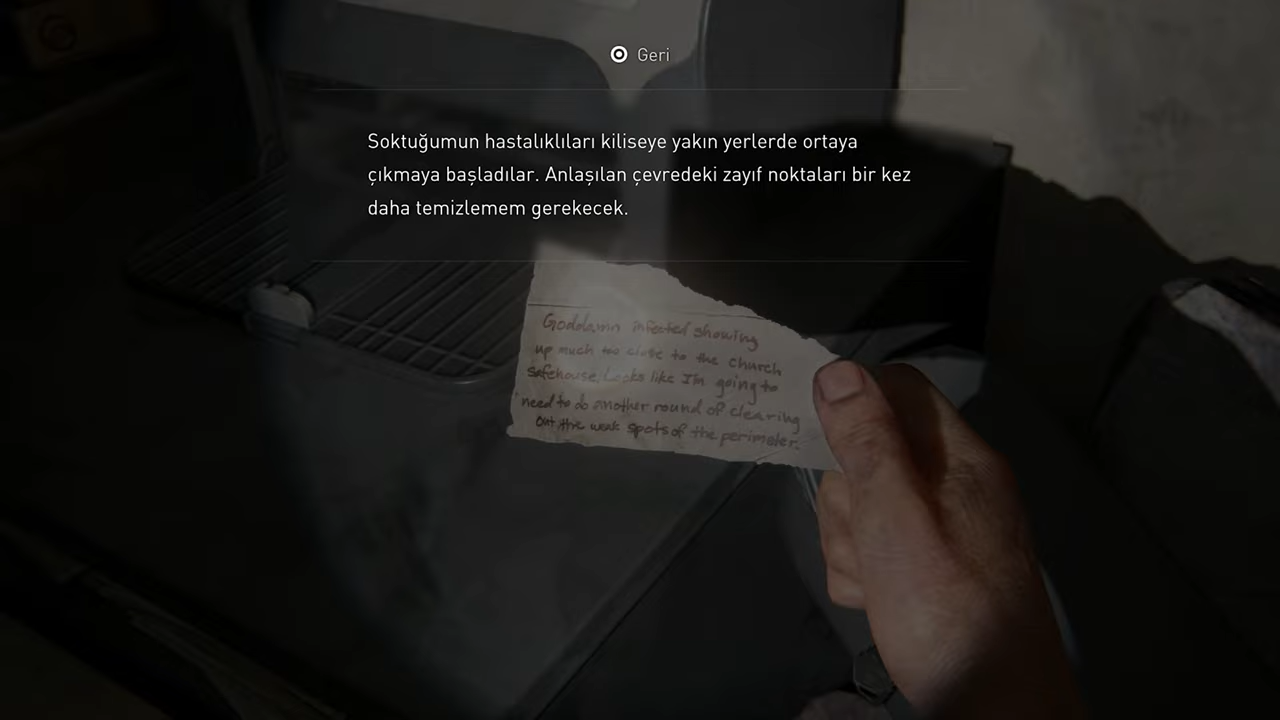 Geri
Soktuğumun hastalıklıları kiliseye yakın yerlerde ortaya
çıkmaya başladılar. Anlaşılan çevredeki zayıf noktaları bir kez
daha temizlemem gerekecek.
Goddamn infected showing
up much too close to the church
safehouse. Looks like I'm going to
need to do another round of clearing
out the weak spots of the perimeter.